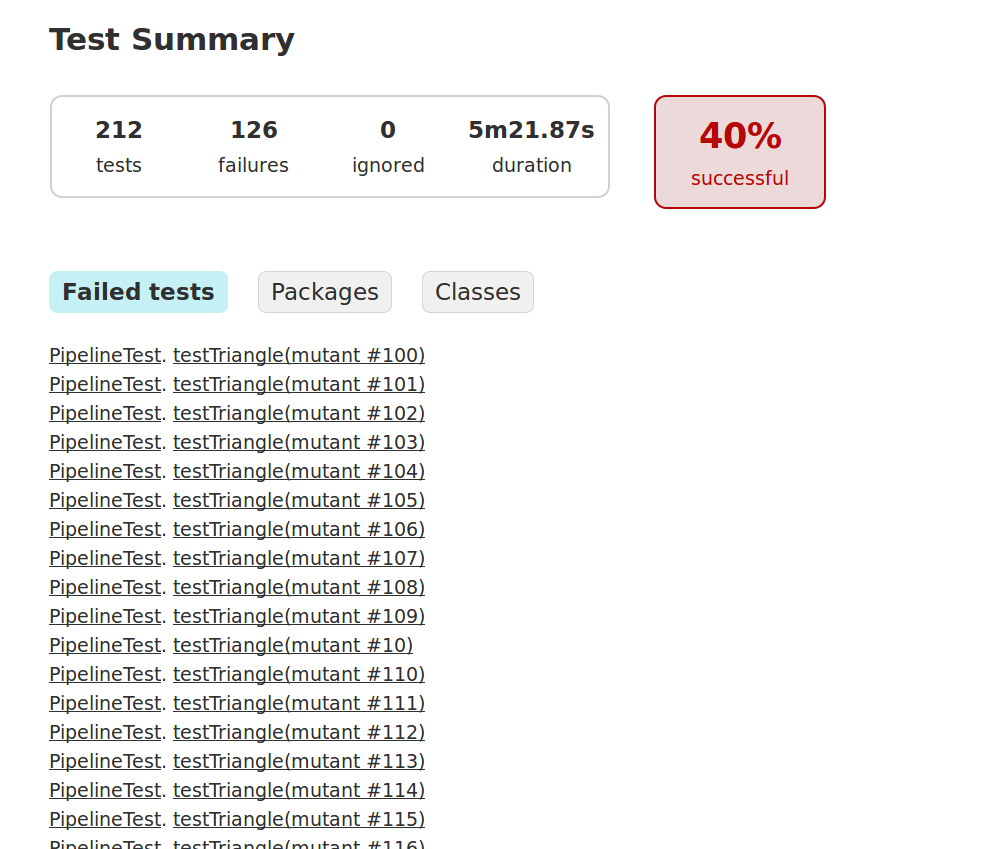 Test Summary
212 126 0 5m21.87s
tests failures ignored duration
40%
successful
Failed tests Packages Classes
PipelineTest. testTriangle(mutant #100)
PipelineTest. testTriangle(mutant #101)
PipelineTest. testTriangle(mutant #102)
PipelineTest. testTriangle(mutant #103)
PipelineTest. testTriangle(mutant #104)
PipelineTest. testTriangle(mutant #105)
PipelineTest. testTriangle(mutant #106)
PipelineTest. testTriangle(mutant #107)
PipelineTest. testTriangle(mutant #108)
PipelineTest. testTriangle(mutant #109)
PipelineTest. testTriangle(mutant #10)
PipelineTest. testTriangle(mutant #110)
PipelineTest. testTriangle(mutant #111)
PipelineTest. testTriangle(mutant #112)
PipelineTest. testTriangle(mutant #113)
PipelineTest. testTriangle(mutant #114)
PipelineTest. testTriangle(mutant #115)
PipelineTest. testTriangle(mutant #116)